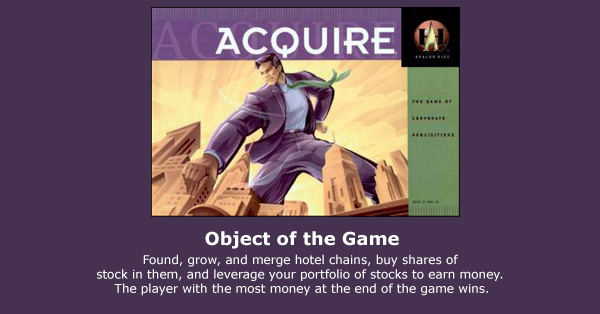 ACQUIRE
ACQUIRE
AVALON HILL
THE GAME OF
CORPORATE
ACQUISITIONS
Object of the Game
Found, grow, and merge hotel chains, buy shares of
stock in them, and leverage your portfolio of stocks to earn money.
The player with the most money at the end of the game wins.